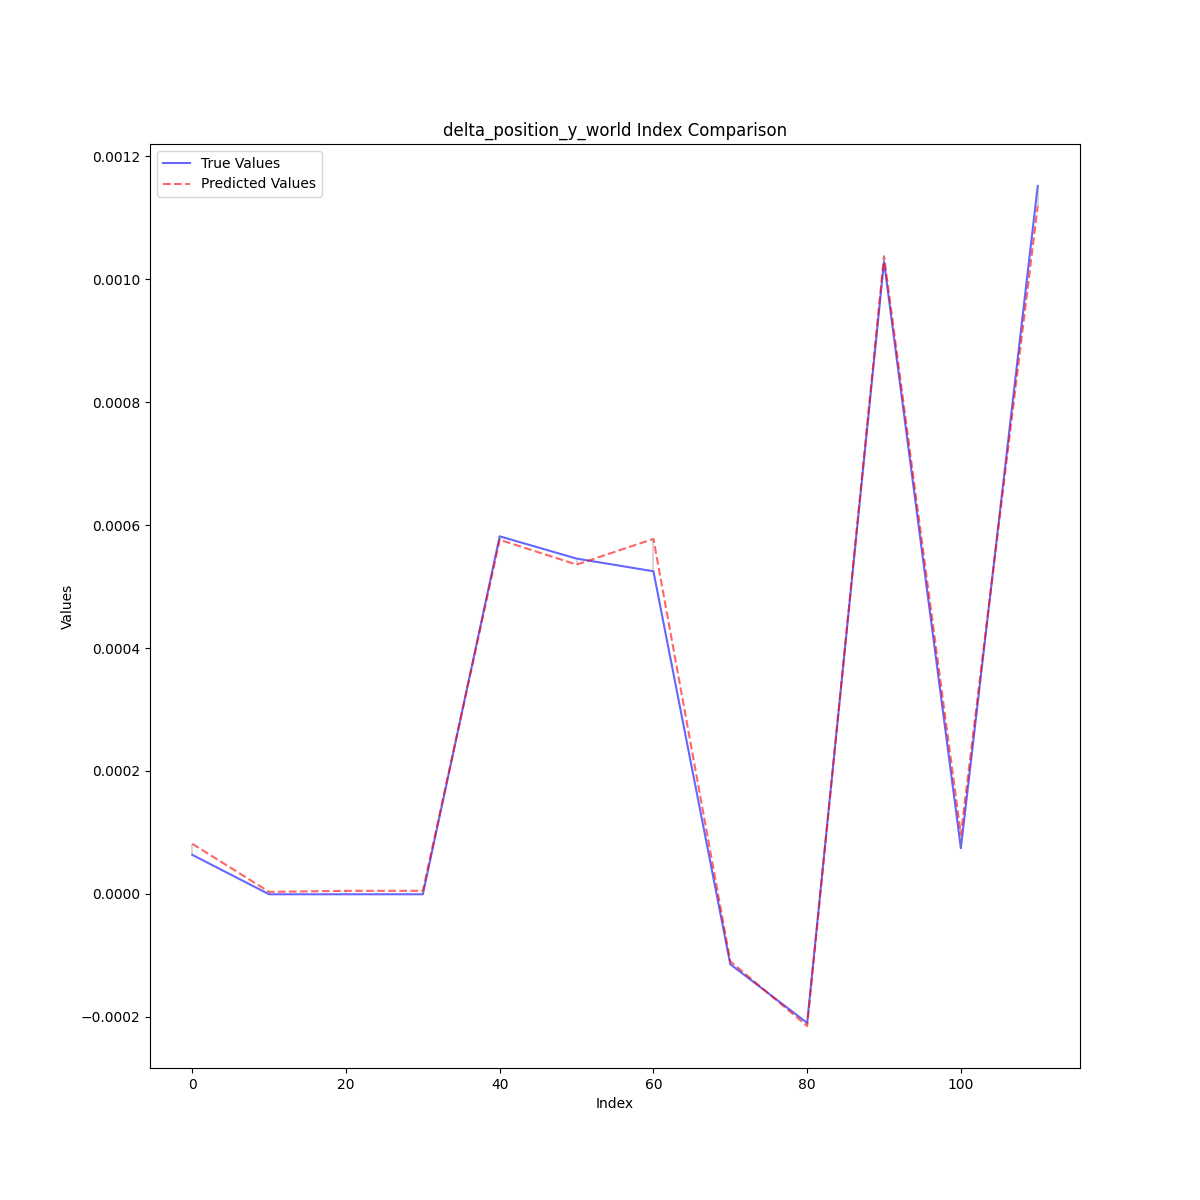 delta_position_y_world Index Comparison
True Values
Predicted Values
0.0012
0.0010
0.0008
0.0006
0.0004
0.0002
0.0000
−0.0002
Values
0 20 40 60 80 100
Index